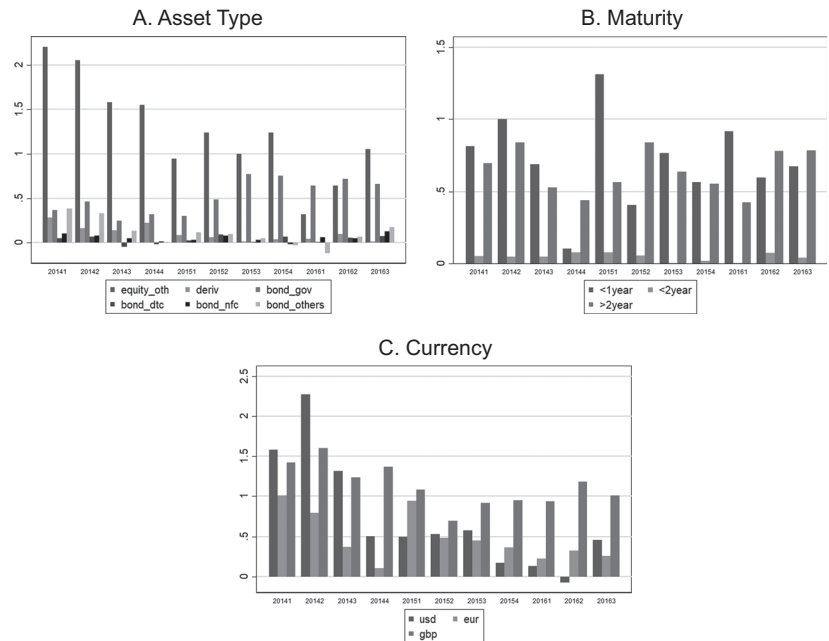 A. Asset Type
2
1.5
1
.5
0
20141 20142 20143 20144 20151 20152 20153 20154 20161 20162 20163
equity_oth deriv bond_gov
bond_dtc bond_nfc bond_others
B. Maturity
1.5
1
.5
0
20141 20142 20143 20144 20151 20152 20153 20154 20161 20162 20163
<1year <2year
>2year
C. Currency
2.5
2
1.5
1
.5
0
20141 20142 20143 20144 20151 20152 20153 20154 20161 20162 20163
usd eur
gbp